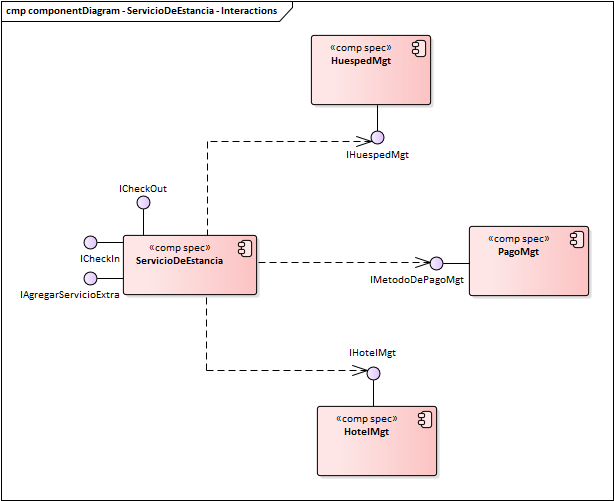 cmp componentDiagram - ServicioDeEstancia - Interactions
«comp spec»
HuespedMgt
IHuespedMgt
ICheckOut
ICheckIn
IAgregarServicioExtra
«comp spec»
ServicioDeEstancia
«comp spec»
PagoMgt
IMetodoDePagoMgt
IHotelMgt
«comp spec»
HotelMgt